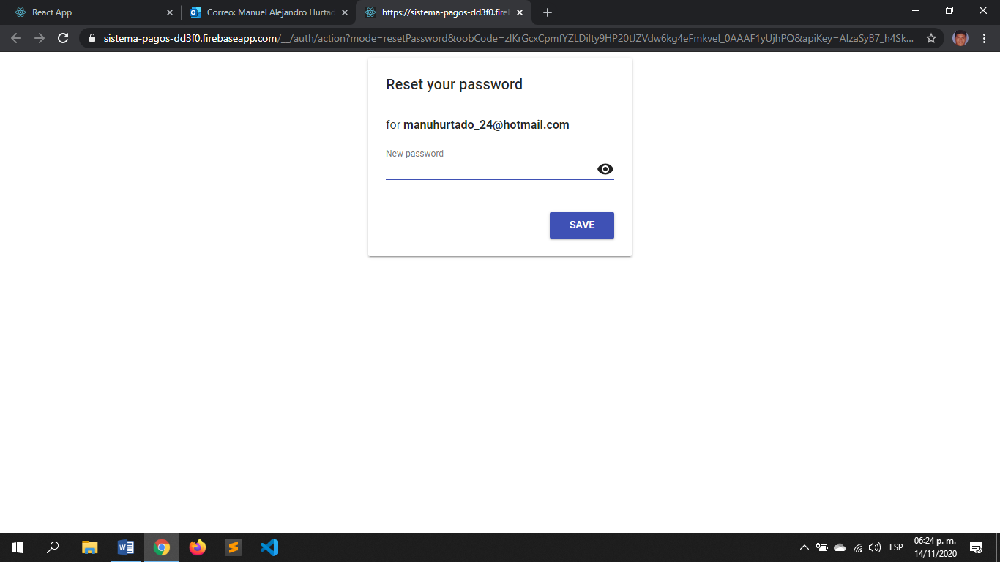 React App
Correo: Manuel Alejandro Hurtad
https://sistema-pagos-dd3f0.fireb
sistema-pagos-dd3f0.firebaseapp.com/__/auth/action?mode=resetPassword&oobCode=zlKrGcxCpmfYZLDilty9HP20tJZVdw6kg4eFmkvel_0AAAF1yUjhPQ&apiKey=AlzaSyB7_h4Sk...
Reset your password
for manuhurtado_24@hotmail.com
New password
SAVE
ESP
06:24 p. m.
14/11/2020